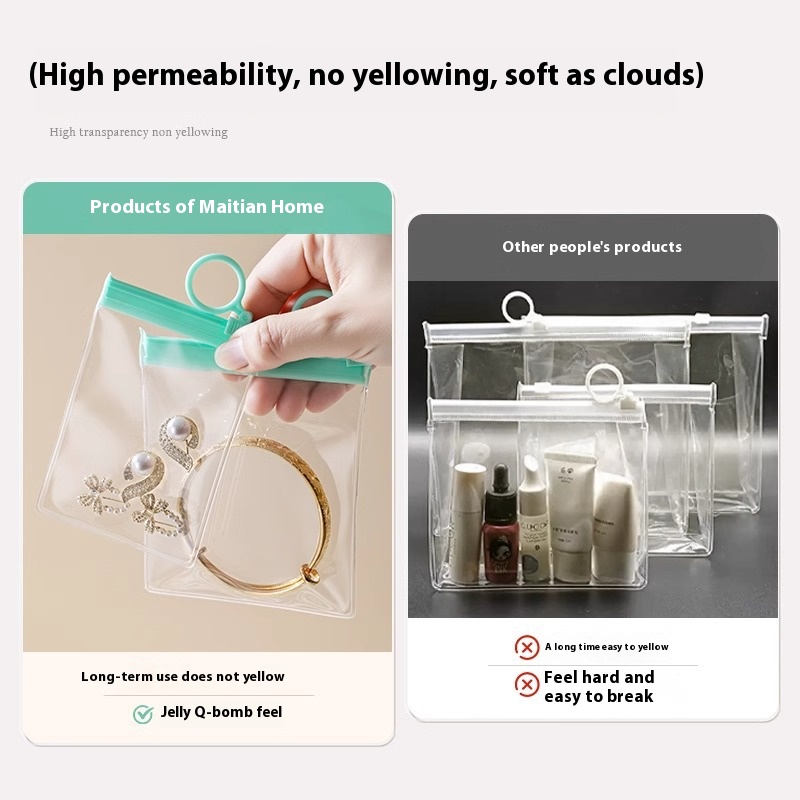 (High permeability, no yellowing, soft as clouds)
High transparency non yellowing
Products of Maitian Home
Long-term use does not yellow
Jelly Q-bomb feel
Other people's products
A long time easy to yellow
Feel hard and
easy to break